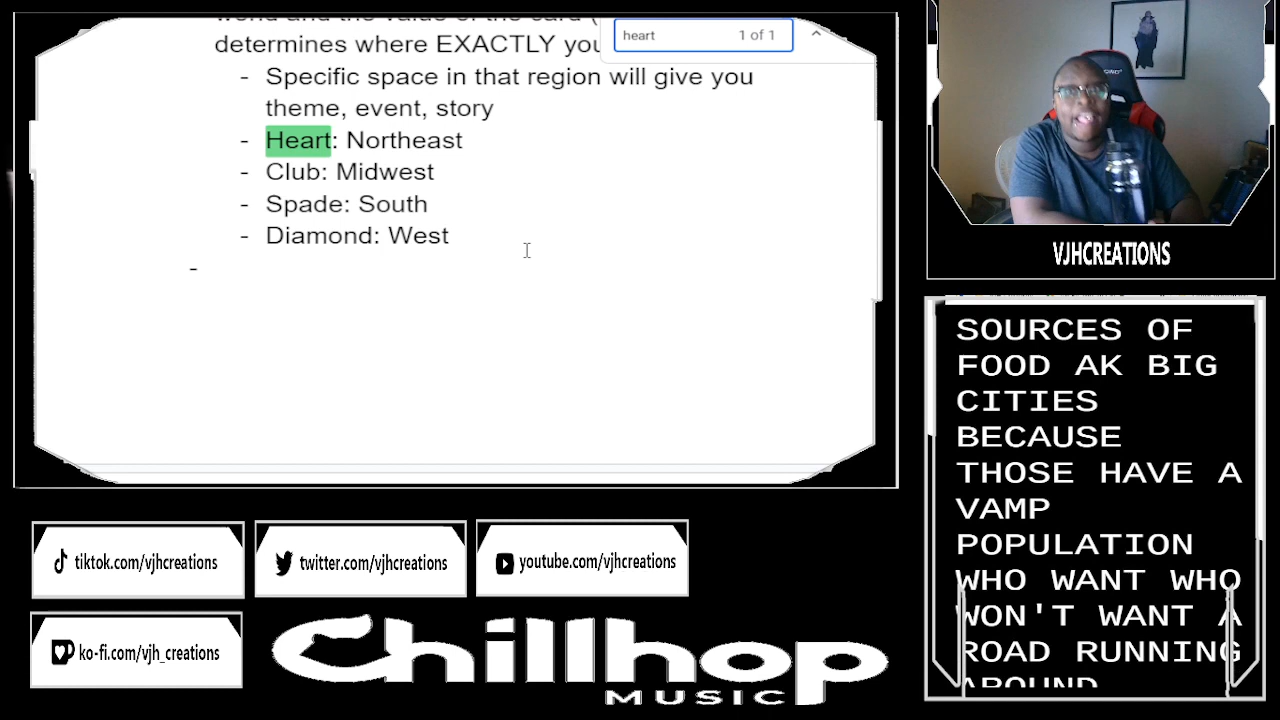 determines where EXACTLY you
- Specific space in that region will give you
theme, event, story
- Heart: Northeast
- Club: Midwest
- Spade: South
- Diamond: West
-
heart 1 of 1
VJHCREATIONS
SOURCES OF
FOOD AK BIG
CITIES
BECAUSE
THOSE HAVE A
VAMP
POPULATION
WHO WANT WHO
WON'T WANT A
ROAD RUNNING
AROUND
tiktok.com/vjhcreations
twitter.com/vjhcreations
youtube.com/vjhcreations
ko-fi.com/vjh_creations
Chillhop
MUSIC